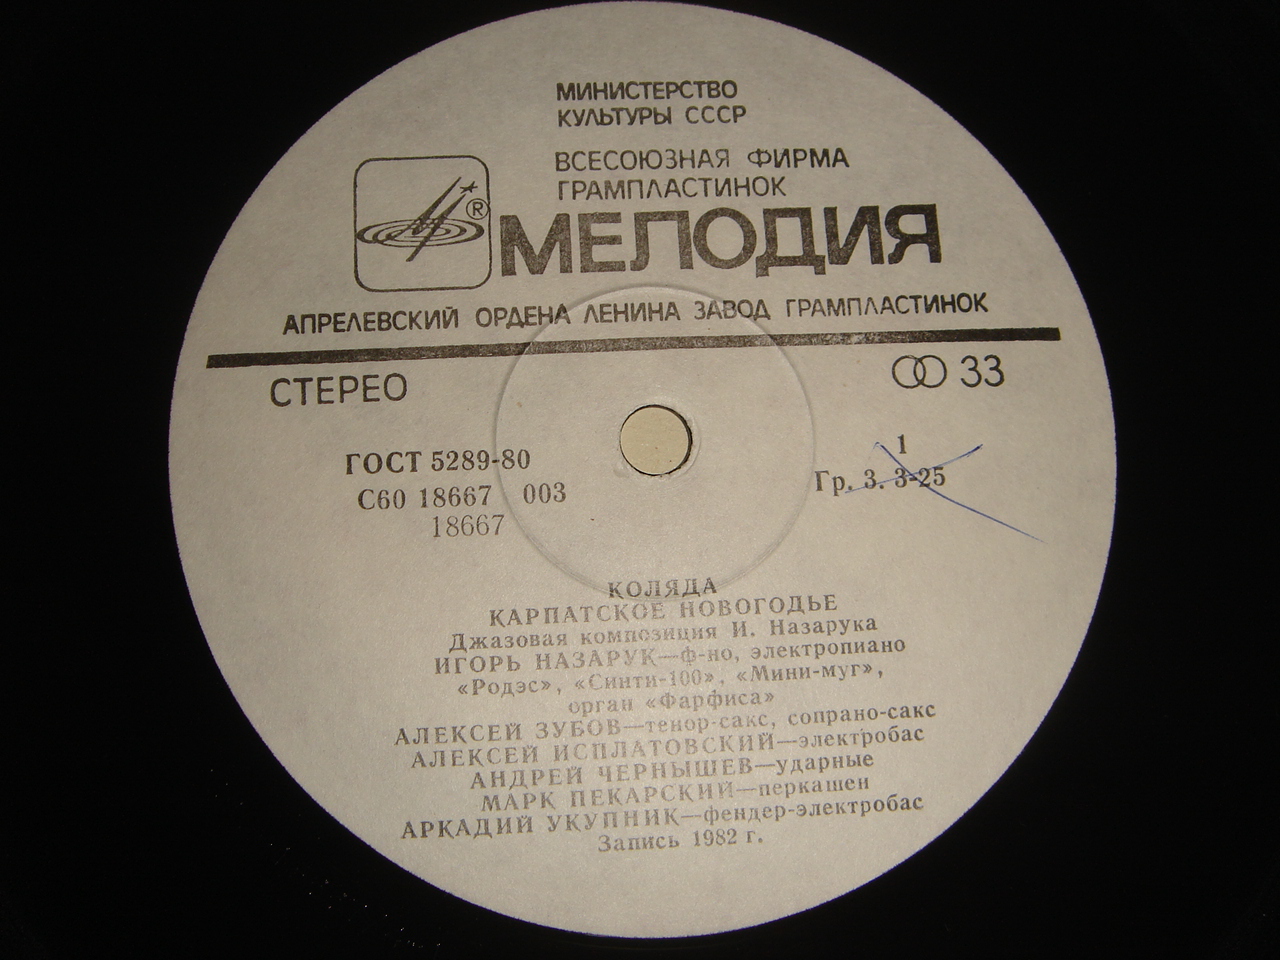 МИНИСТЕРСТВО
КУЛЬТУРЫ СССР
ВСЕСОЮЗНАЯ ФИРМА
ГРАМПЛАСТИНОК
®
МЕЛОДИЯ
АПРЕЛЕВСКИЙ ОРДЕНА ЛЕНИНА ЗАВОД ГРАМПЛАСТИНОК
СТЕРЕО
33
ГОСТ 5289-80
С60 18667 003
18667
1
Гр. 3. 3-25
КОЛЯДА
КАРПАТСКОЕ НОВОГОДЬЕ
Джазовая композиция И. Назарука
ИГОРЬ НАЗАРУК—ф-но, электропиано
«Родэс», «Синти-100», «Мини-муг»,
орган «Фарфиса»
АЛЕКСЕЙ ЗУБОВ—тенор-сакс, сопрано-сакс
АЛЕКСЕЙ ИСПЛАТОВСКИЙ—электробас
АНДРЕЙ ЧЕРНЫШЕВ—ударные
МАРК ПЕКАРСКИЙ—перкашен
АРКАДИЙ УКУПНИК—фендер-электробас
Запись 1982 г.